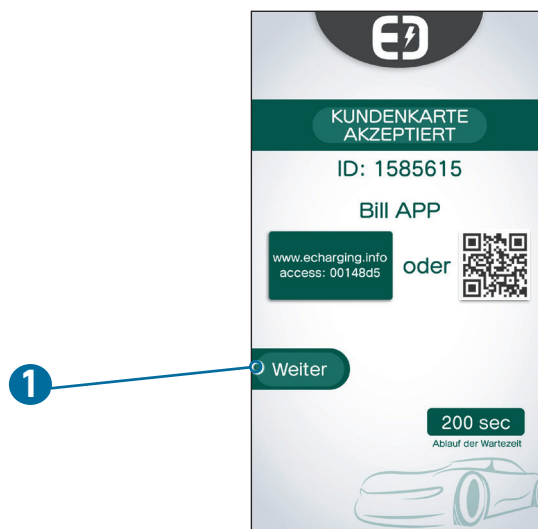 KUNDENKARTE
AKZEPTIERT
ID: 1585615
Bill APP
www.echarging.info
access: 00148d5
oder
1
Weiter
200 sec
Ablauf der Wartezeit